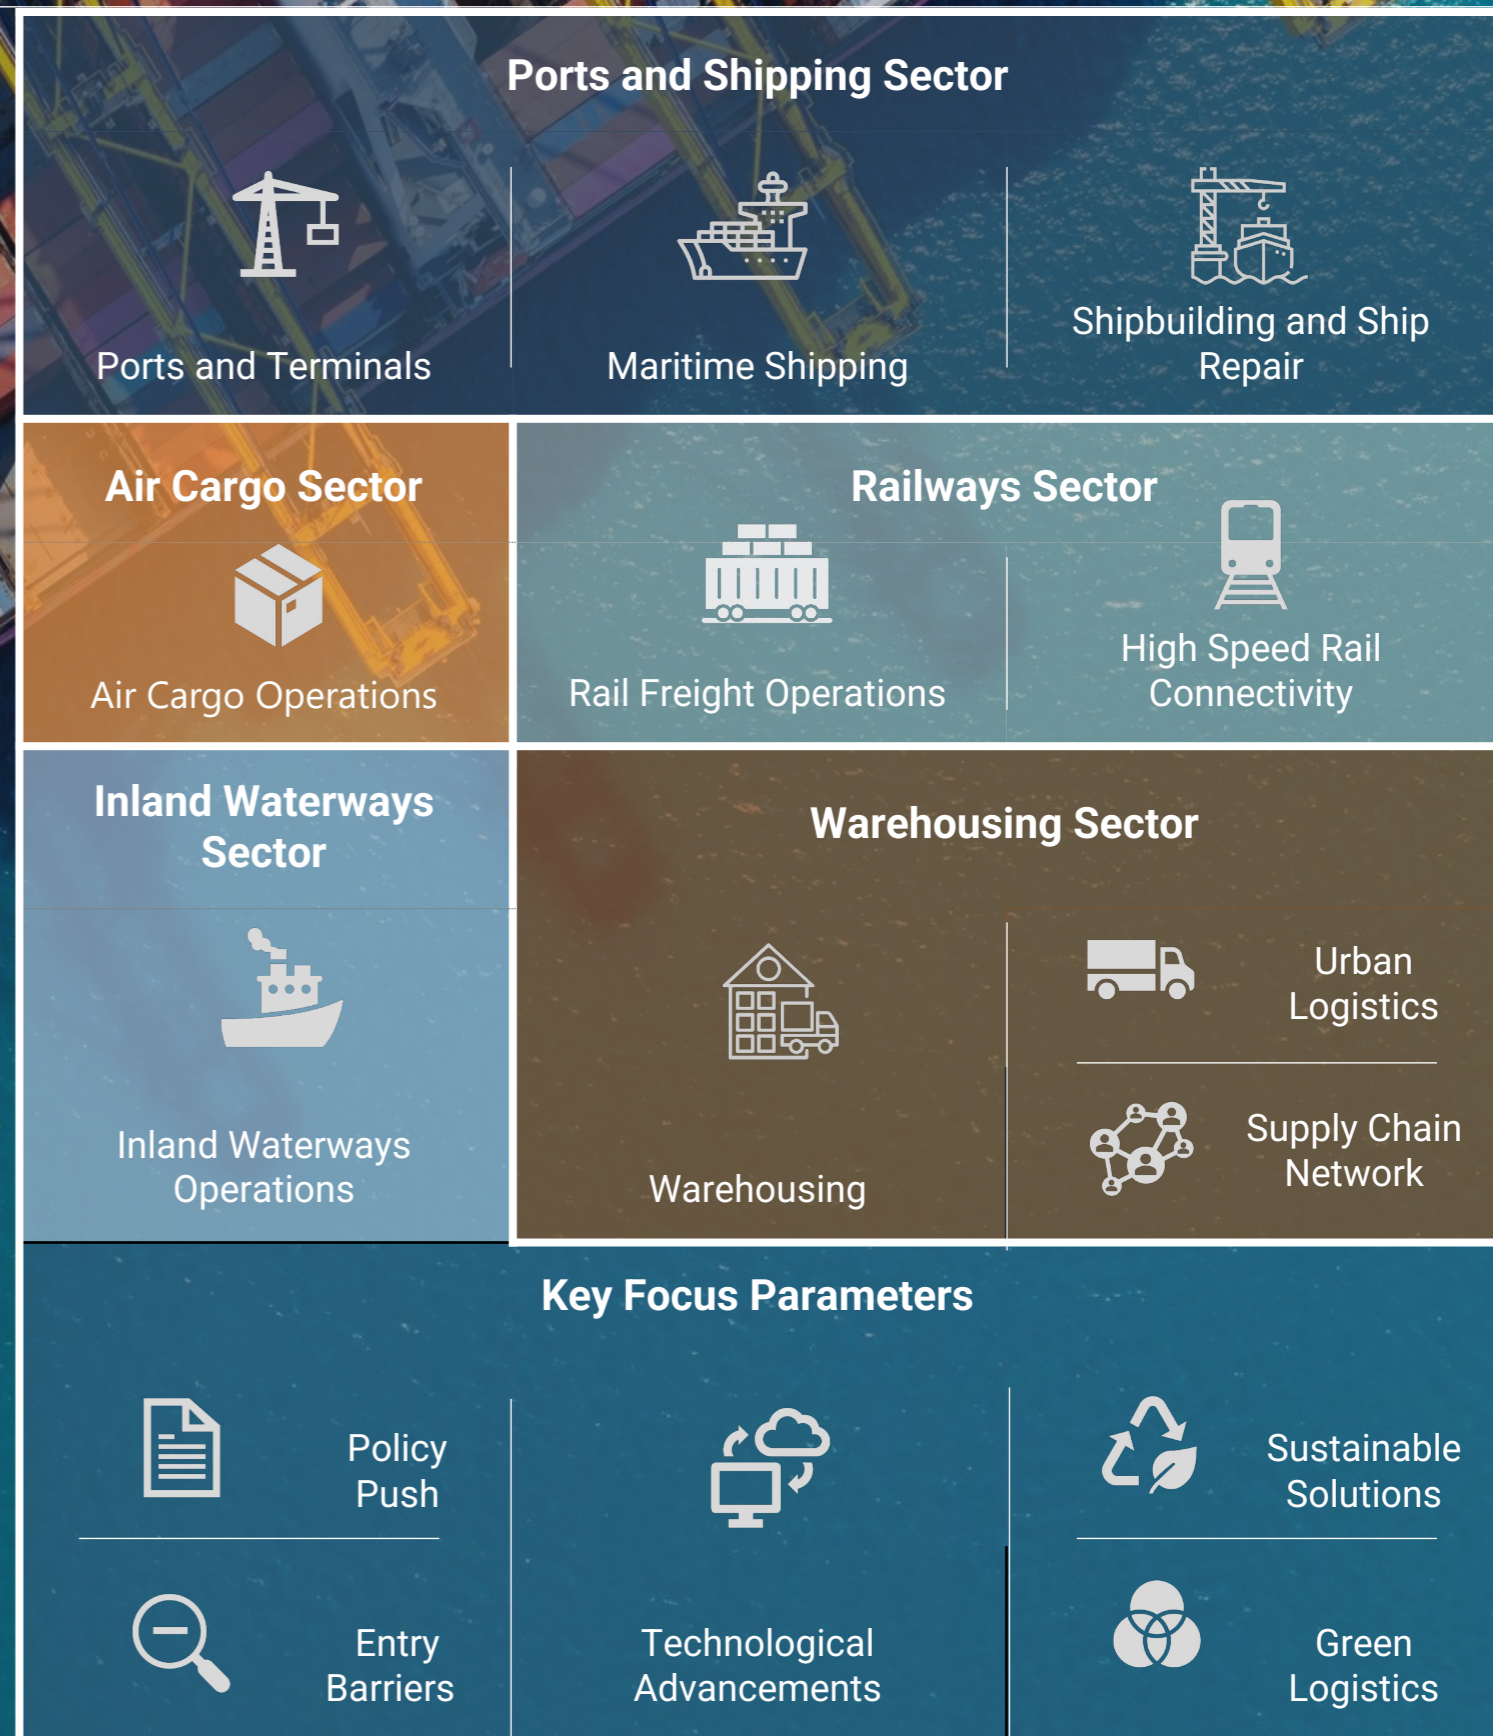 Ports and Shipping Sector
Ports and Terminals
Maritime Shipping
Shipbuilding and Ship
Repair
Air Cargo Sector
Air Cargo Operations
Railways Sector
Rail Freight Operations
High Speed Rail
Connectivity
Inland Waterways
Sector
Inland Waterways
Operations
Warehousing Sector
Warehousing
Urban
Logistics
Supply Chain
Network
Key Focus Parameters
Policy
Push
Entry
Barriers
Technological
Advancements
Sustainable
Solutions
Green
Logistics